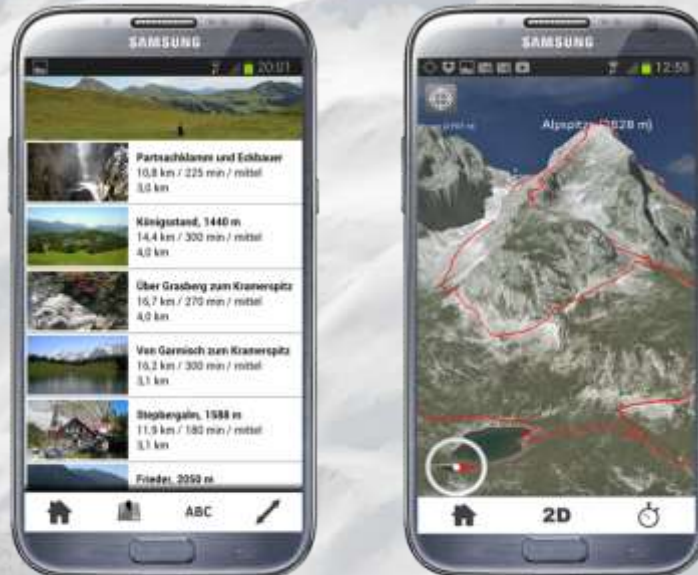 SAMSUNG
20:01
Partnachklamm und Eckbauer
10,8 km / 225 min / mittel
3,0 km
Königsstand, 1440 m
14,4 km / 300 min / mittel
4,0 km
Über Grasberg zum Kramerspitz
16,7 km / 270 min / mittel
4,0 km
Von Garmisch zum Kramerspitz
16,2 km / 300 min / mittel
3,1 km
Stepbergalm, 1588 m
11,9 km / 180 min / mittel
3,1 km
Frieder, 2050 m
ABC
SAMSUNG
12:55
Alpspitze (2628 m)
2D